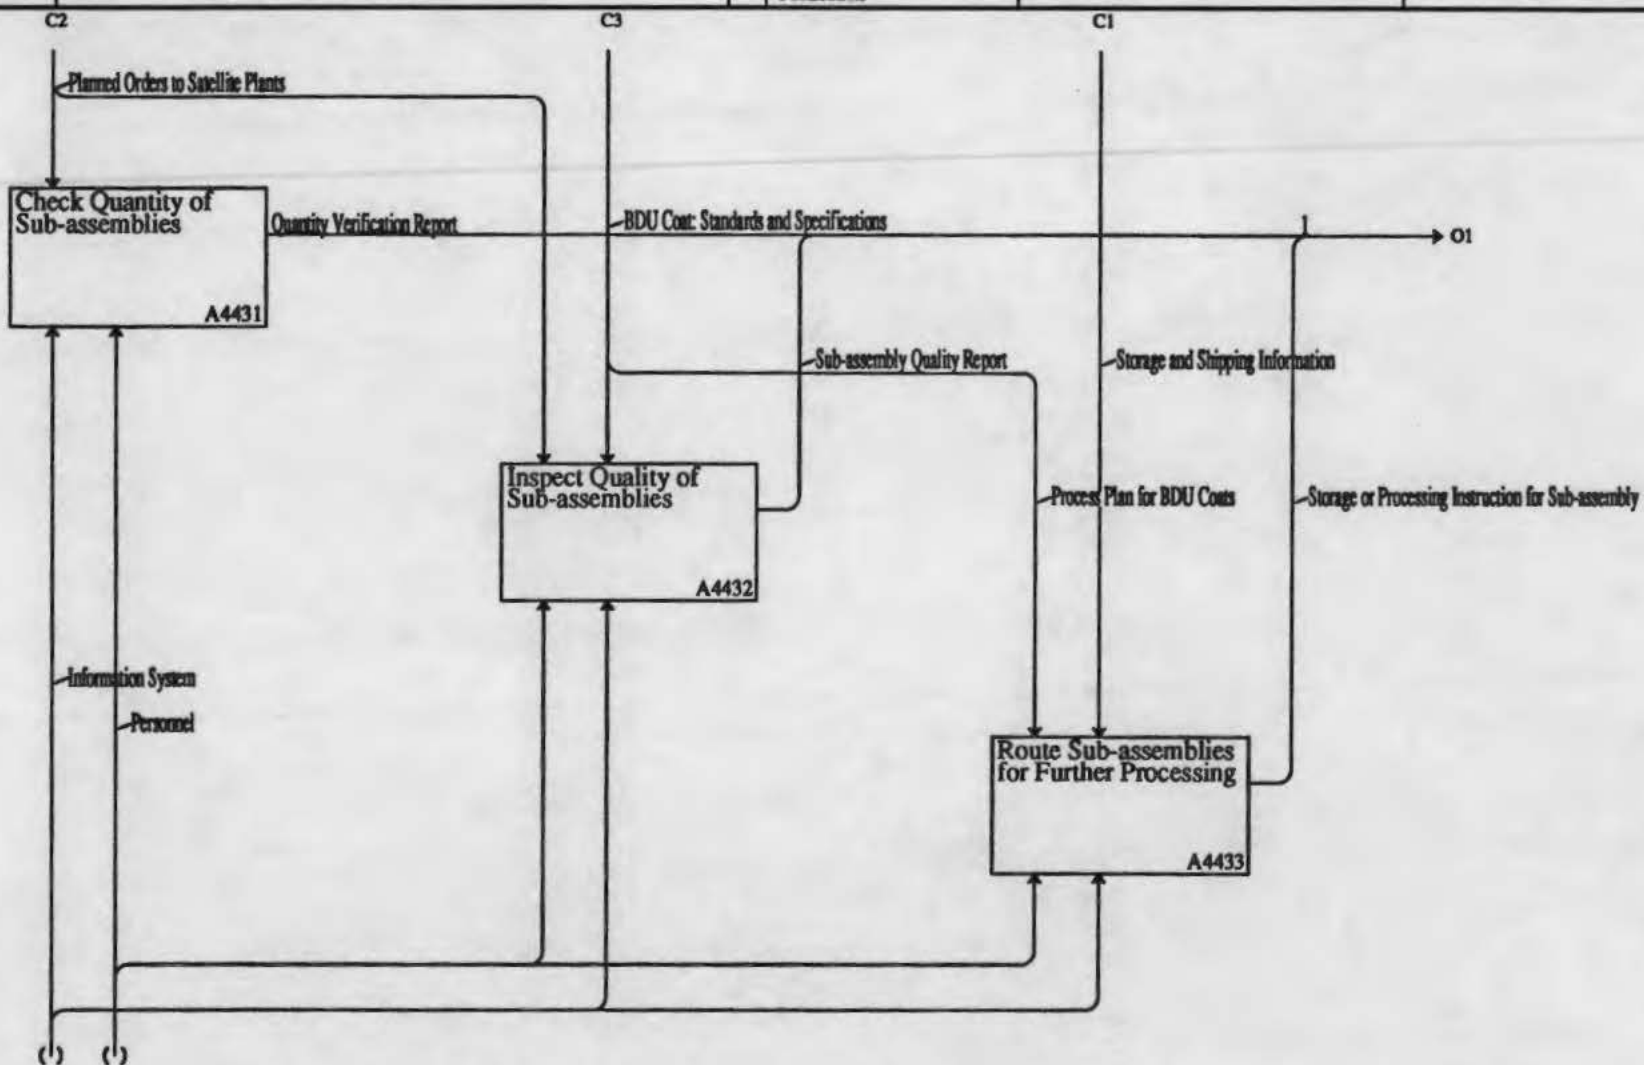 C2
C3
C1
Planned Orders to Satellite Plants
Check Quantity of
Sub-assemblies
A4431
Quantity Verification Report
BDU Coat: Standards and Specifications
1
O1
Sub-assembly Quality Report
Storage and Shipping Information
Inspect Quality of
Sub-assemblies
A4432
Process Plan for BDU Coats
Storage or Processing Instruction for Sub-assembly
Information System
Personnel
Route Sub-assemblies
for Further Processing
A4433
( )
( )